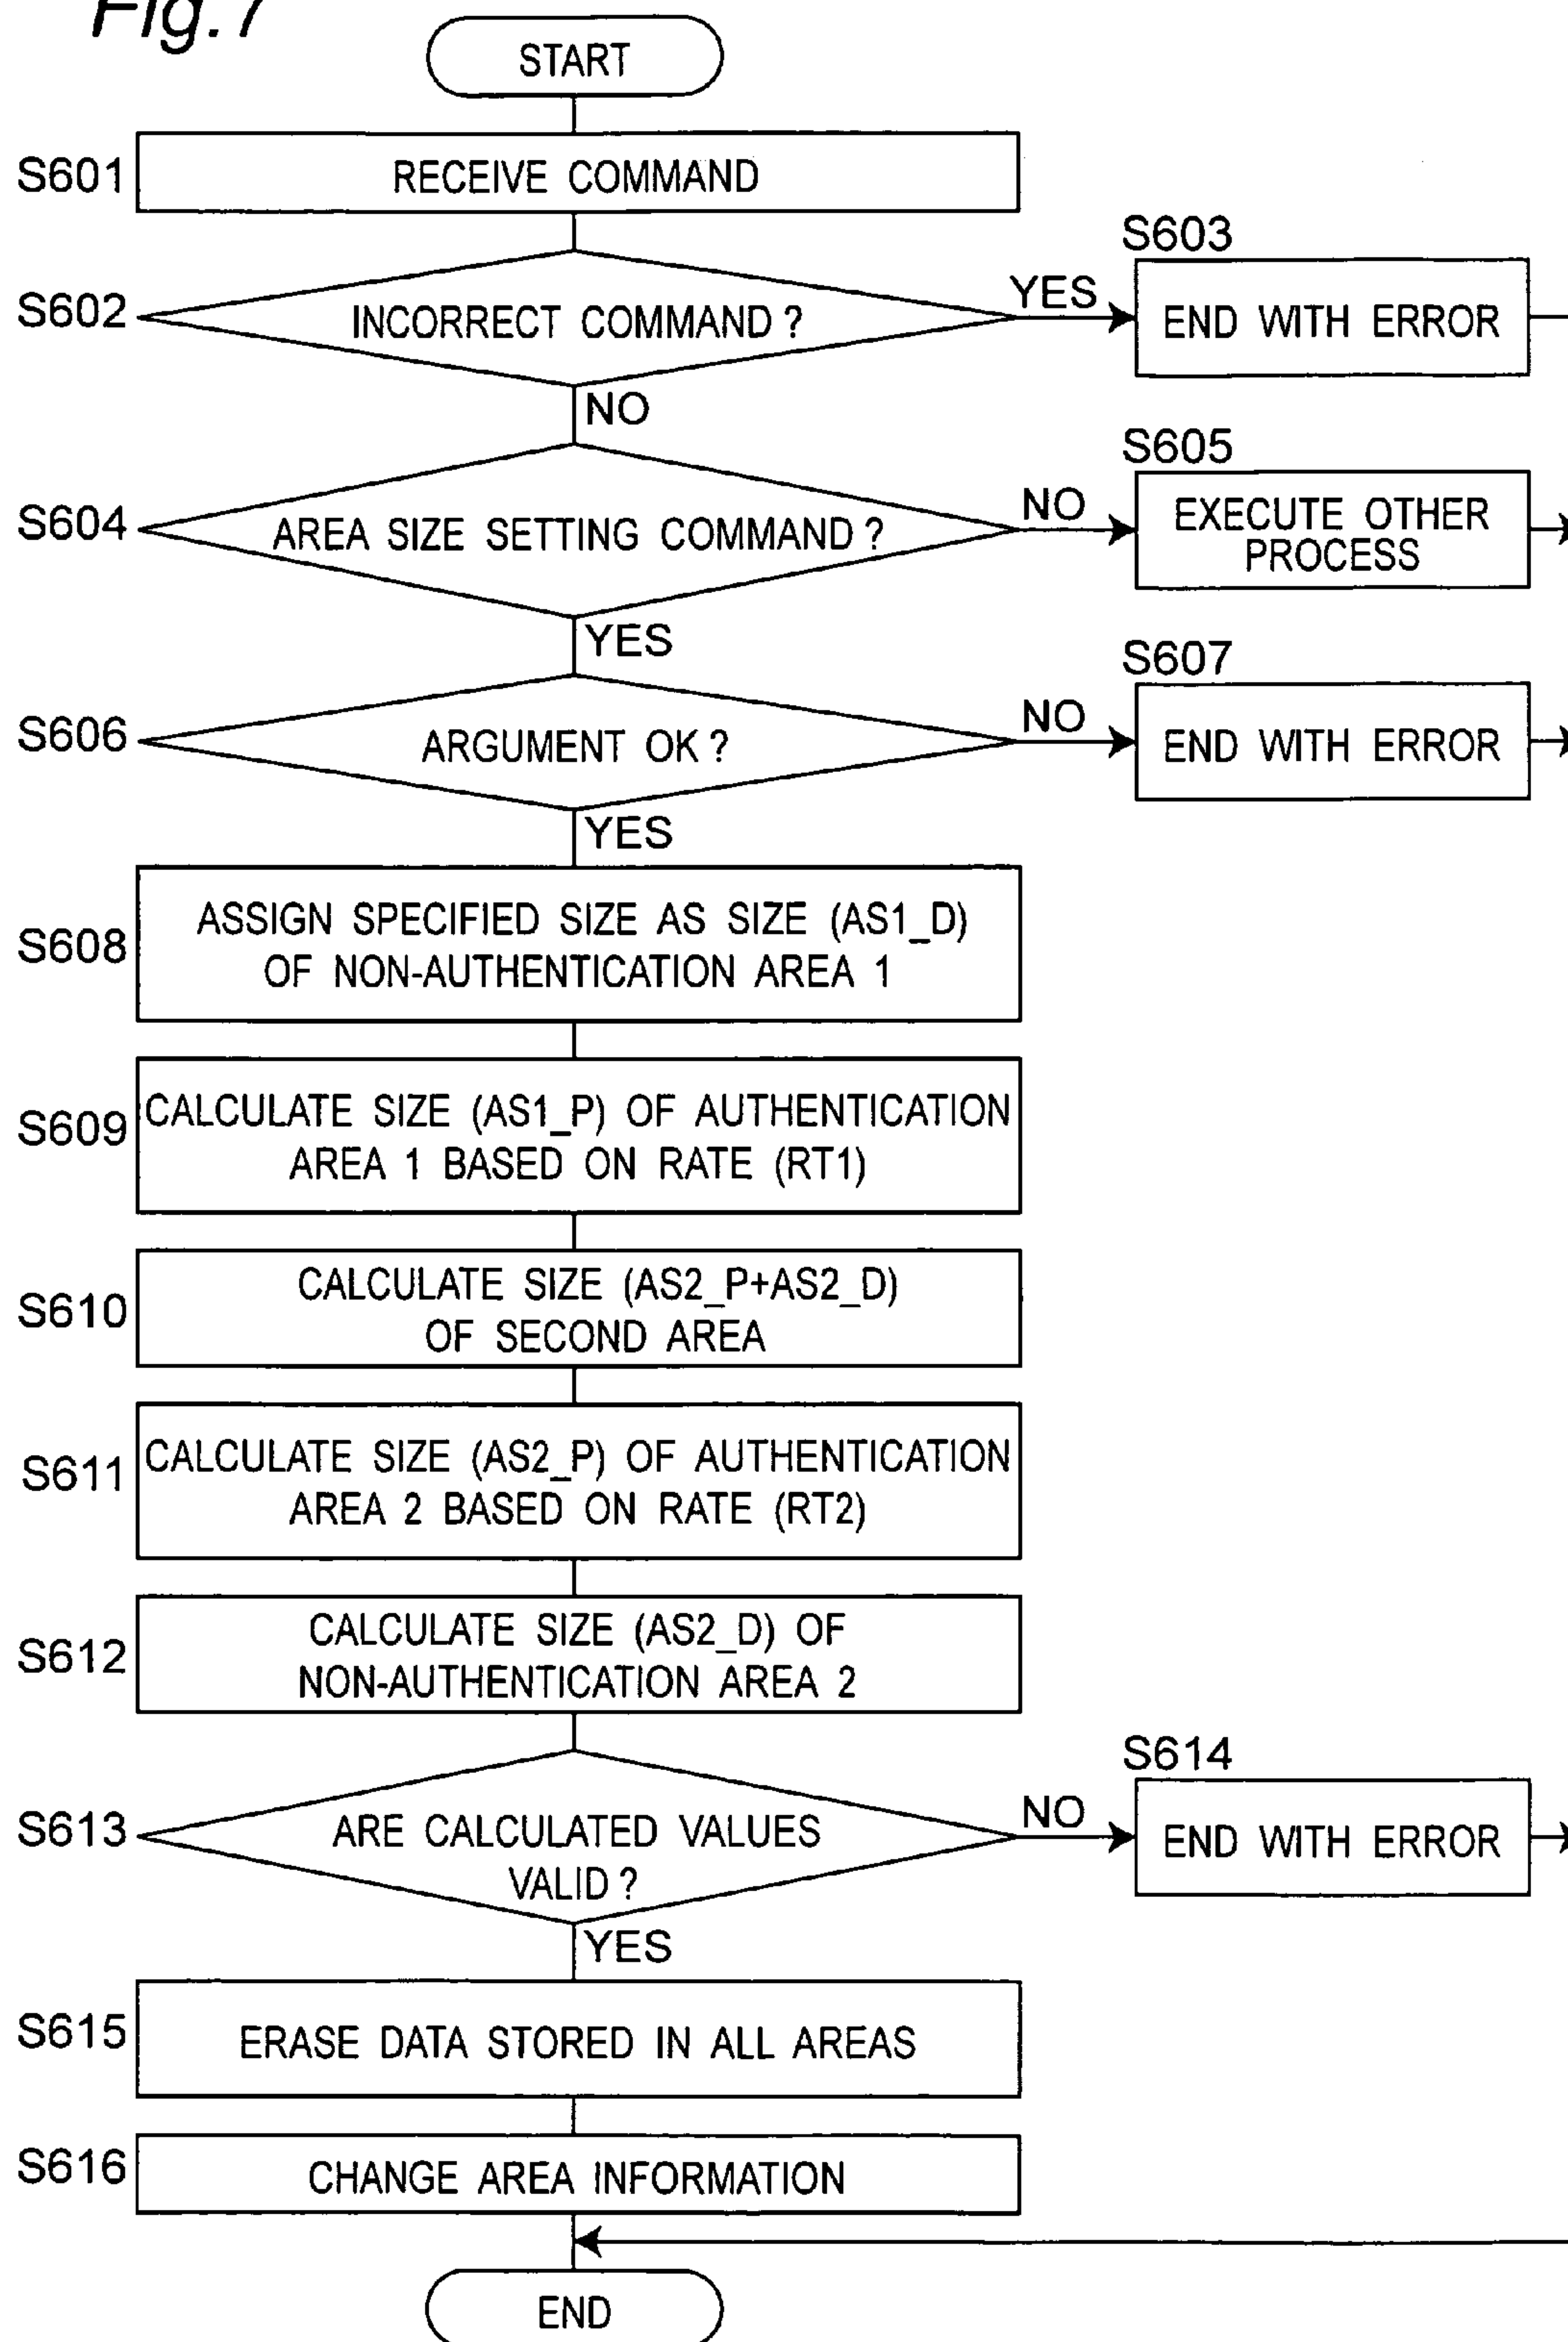 Fig.7
START
S601
RECEIVE COMMAND
S602
INCORRECT COMMAND?
YES
S603
END WITH ERROR
NO
S604
AREA SIZE SETTING COMMAND?
NO
S605
EXECUTE OTHER
PROCESS
YES
S606
ARGUMENT OK?
NO
S607
END WITH ERROR
YES
S608
ASSIGN SPECIFIED SIZE AS SIZE (AS1_D)
OF NON-AUTHENTICATION AREA 1
S609
CALCULATE SIZE (AS1_P) OF AUTHENTICATION
AREA 1 BASED ON RATE (RT1)
S610
CALCULATE SIZE (AS2_P+AS2_D)
OF SECOND AREA
S611
CALCULATE SIZE (AS2_P) OF AUTHENTICATION
AREA 2 BASED ON RATE (RT2)
S612
CALCULATE SIZE (AS2_D) OF
NON-AUTHENTICATION AREA 2
S613
ARE CALCULATED VALUES
VALID?
NO
S614
END WITH ERROR
YES
S615
ERASE DATA STORED IN ALL AREAS
S616
CHANGE AREA INFORMATION
END